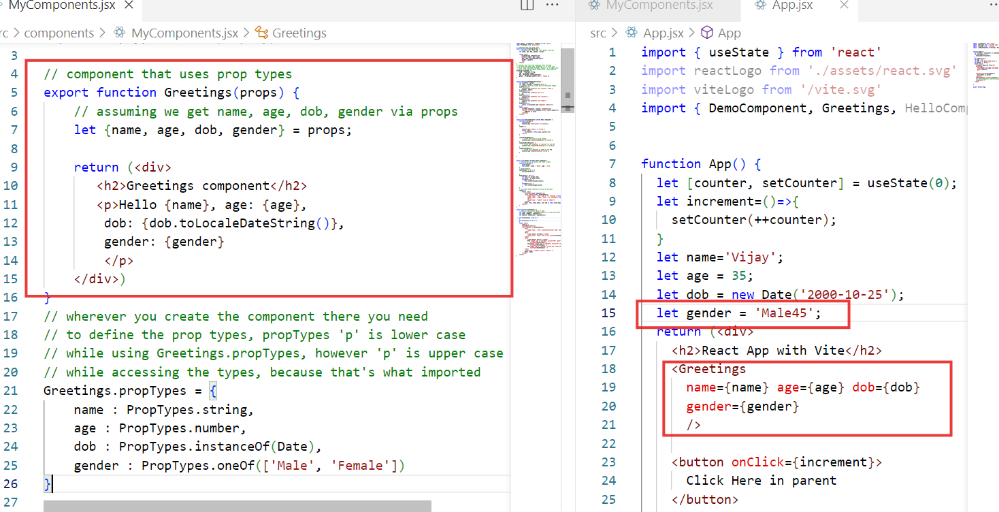 MyComponents.jsx
rc > components > MyComponents.jsx > Greetings
3
4 // component that uses prop types
5 export function Greetings(props) {
6 // assuming we get name, age, dob, gender via props
7 let {name, age, dob, gender} = props;
8
9 return (<div>
10 <h2>Greetings component</h2>
11 <p>Hello {name}, age: {age},
12 dob: {dob.toLocaleDateString()},
13 gender: {gender}
14 </p>
15 </div>)
16 }
17 // wherever you create the component there you need
18 // to define the prop types, propTypes 'p' is lower case
19 // while using Greetings.propTypes, however 'p' is upper case
20 // while accessing the types, because that's what imported
21 Greetings.propTypes = {
22 name : PropTypes.string,
23 age : PropTypes.number,
24 dob : PropTypes.instanceOf(Date),
25 gender : PropTypes.oneOf(['Male', 'Female'])
26 }
27
MyComponents.jsx App.jsx
src > App.jsx > App
1 import { useState } from 'react'
2 import reactLogo from './assets/react.svg'
3 import viteLogo from '/vite.svg'
4 import { DemoComponent, Greetings, HelloComp
5
6
7 function App() {
8 let [counter, setCounter] = useState(0);
9 let increment=()=>{
10 setCounter(++counter);
11 }
12 let name='Vijay';
13 let age = 35;
14 let dob = new Date('2000-10-25');
15 let gender = 'Male45';
16 return (<div>
17 <h2>React App with Vite</h2>
18 <Greetings
19 name={name} age={age} dob={dob}
20 gender={gender}
21 />
22
23 <button onClick={increment}>
24 Click Here in parent
25 </button>